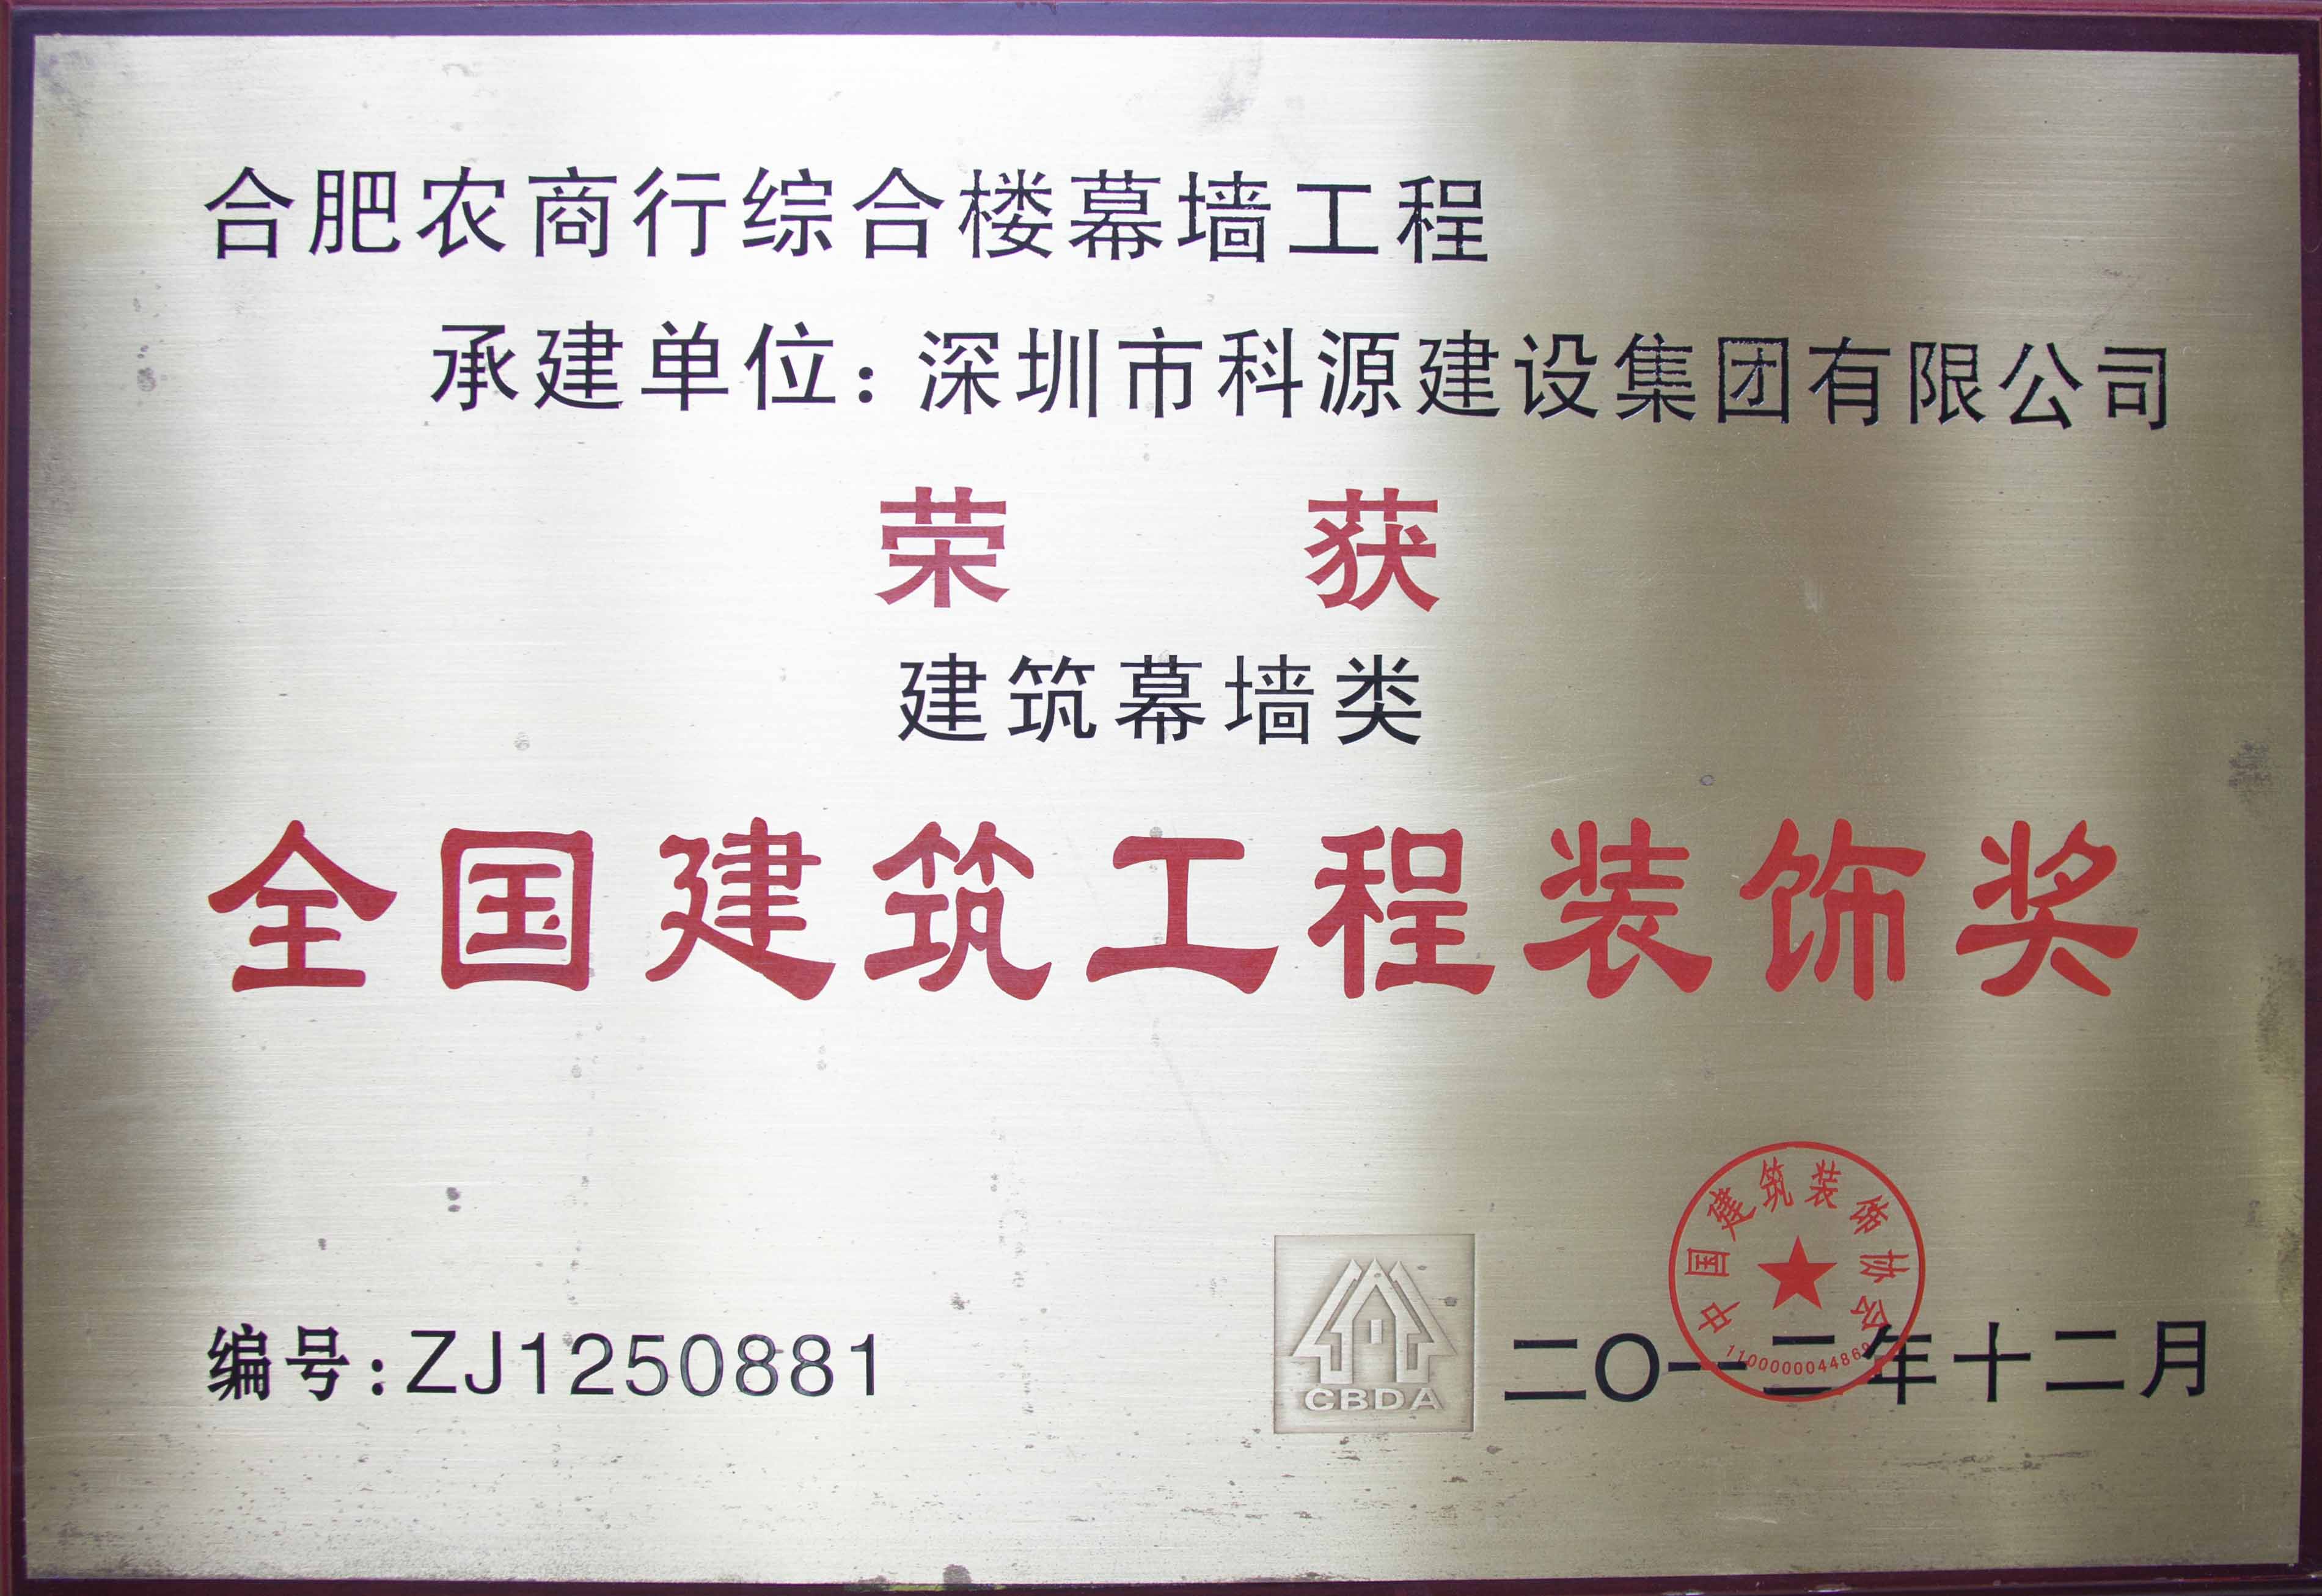 合肥农商行综合楼幕墙工程
承建单位：深圳市科源建设集团有限公司
荣 获
建筑幕墙类
全国建筑工程装饰奖
中国建筑装饰协会
编号：ZJ1250881
CBDA
二〇一二年十二月